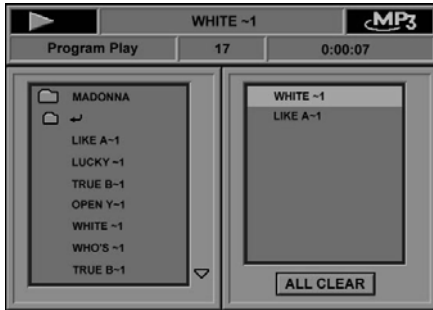 WHITE ~1
MP3
Program Play
17
0:00:07
MADONNA
LIKE A~1
LUCKY ~1
TRUE B~1
OPEN Y~1
WHITE ~1
WHO'S ~1
TRUE B~1
WHITE ~1
LIKE A~1
ALL CLEAR